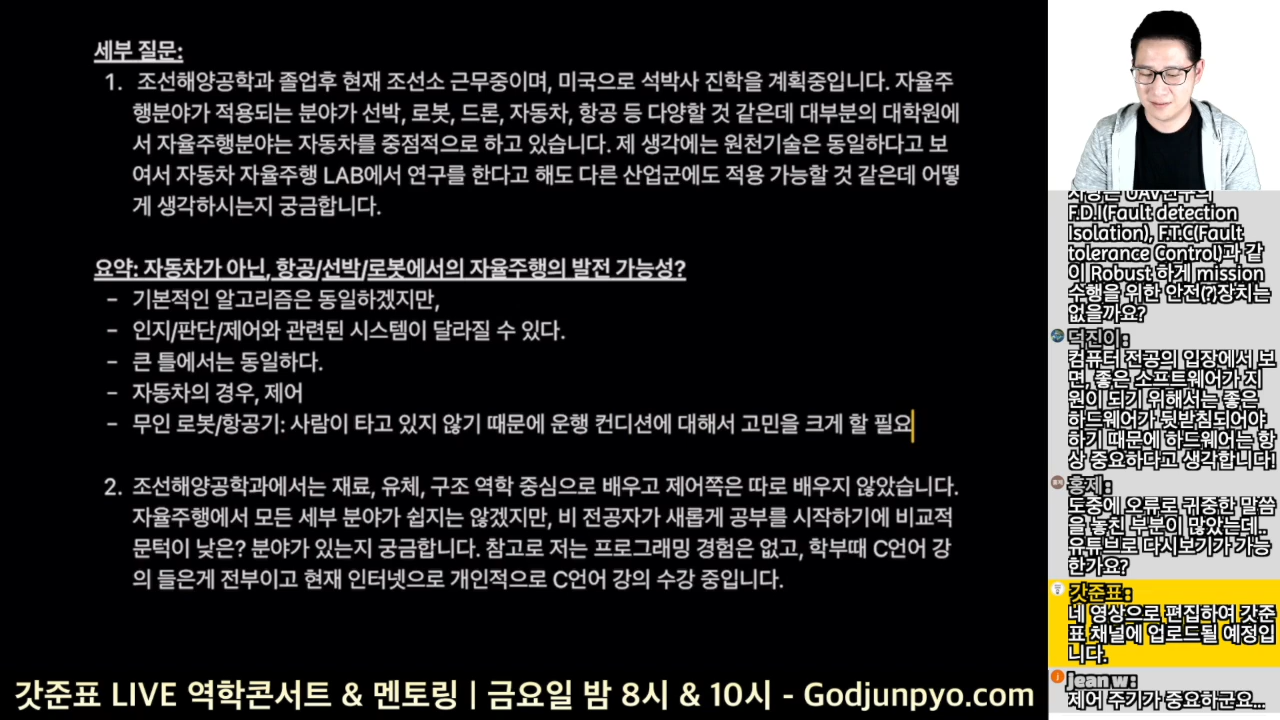 세부 질문:
1. 조선해양공학과 졸업후 현재 조선소 근무중이며, 미국으로 석박사 진학을 계획중입니다. 자율주
행분야가 적용되는 분야가 선박, 로봇, 드론, 자동차, 항공 등 다양할 것 같은데 대부분의 대학원에
서 자율주행분야는 자동차를 중점적으로 하고 있습니다. 제 생각에는 원천기술은 동일하다고 보
여서 자동차 자율주행 LAB에서 연구를 한다고 해도 다른 산업군에도 적용 가능할 것 같은데 어떻
게 생각하시는지 궁금합니다.
요약: 자동차가 아닌, 항공/선박/로봇에서의 자율주행의 발전 가능성?
- 기본적인 알고리즘은 동일하겠지만,
- 인지/판단/제어와 관련된 시스템이 달라질 수 있다.
- 큰 틀에서는 동일하다.
- 자동차의 경우, 제어
- 무인 로봇/항공기: 사람이 타고 있지 않기 때문에 운행 컨디션에 대해서 고민을 크게 할 필요
2. 조선해양공학과에서는 재료, 유체, 구조 역학 중심으로 배우고 제어쪽은 따로 배우지 않았습니다.
자율주행에서 모든 세부 분야가 쉽지는 않겠지만, 비 전공자가 새롭게 공부를 시작하기에 비교적
문턱이 낮은? 분야가 있는지 궁금합니다. 참고로 저는 프로그래밍 경험은 없고, 학부때 C언어 강
의 들은게 전부이고 현재 인터넷으로 개인적으로 C언어 강의 수강 중입니다.
갓준표 LIVE 역학콘서트 & 멘토링 | 금요일 밤 8시 & 10시 - Godjunpyo.com
F.D.I(Fault detection
Isolation), F.T.C(Fault
tolerance Control)과 같
이 Robust 하게 mission
수행을 위한 안전(?)장치는
없을까요?
덕진이:
컴퓨터 전공의 입장에서 보
면, 좋은 소프트웨어가 지
원이 되기 위해서는 좋은
하드웨어가 뒷받침되어야
하기 때문에 하드웨어는 항
상 중요하다고 생각합니다!
홍제:
도중에 오류로 귀중한 말씀
을 놓친 부분이 많았는데..
유튜브로 다시보기가 가능
한가요?
갓준표:
네 영상으로 편집하여 갓준
표 채널에 업로드될 예정입
니다.
jean w:
제어 주기가 중요하군요...